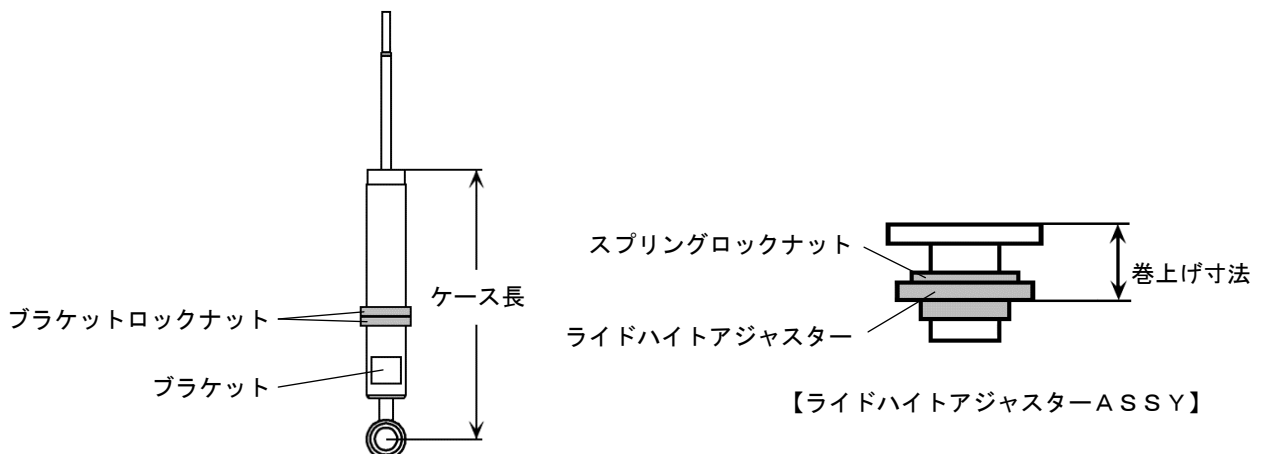 ケース長
ブラケットロックナット
ブラケット
スプリングロックナット
巻上げ寸法
ライドハイトアジャスター
【ライドハイトアジャスターＡＳＳＹ】